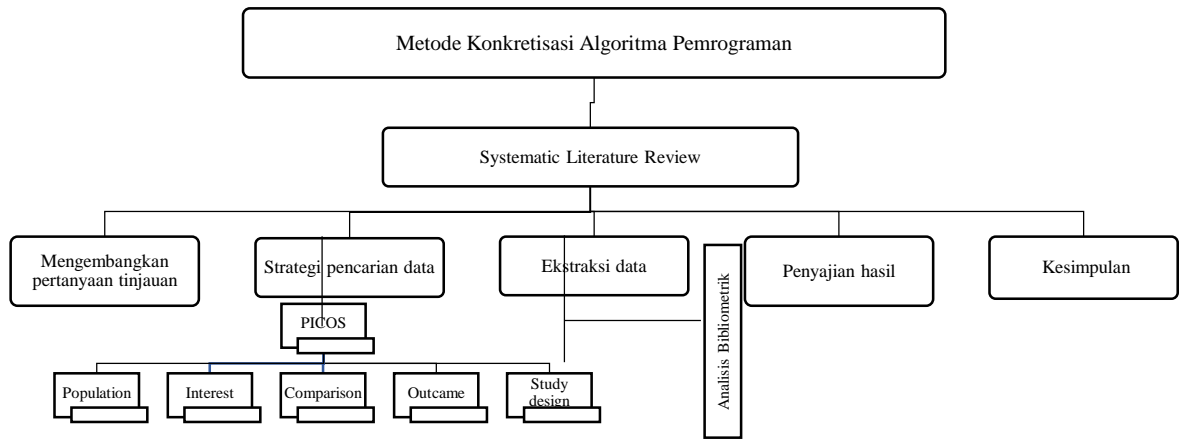 Metode Konkretisasi Algoritma Pemrograman
Systematic Literature Review
Mengembangkan
pertanyaan tinjauan
Strategi pencarian data
Ekstraksi data
Penyajian hasil
Kesimpulan
PICOS
Analisis Bibliometrik
Population
Interest
Comparison
Outcame
Study
design